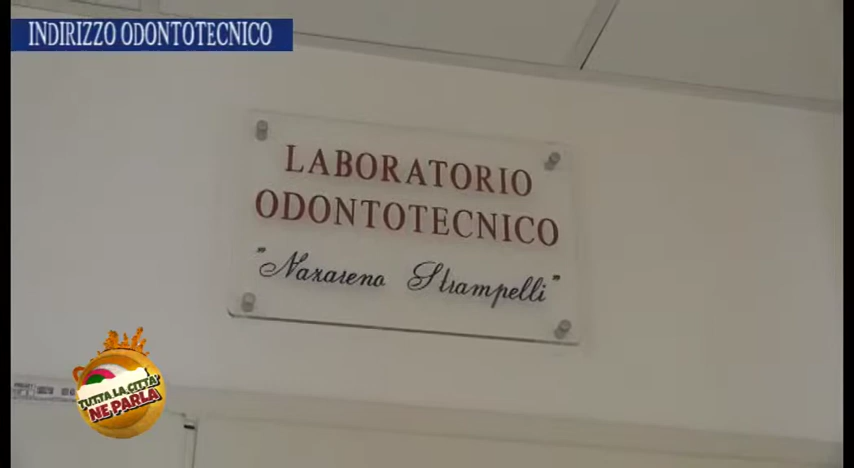 INDIRIZZO ODONTOTECNICO
LABORATORIO
ODONTOTECNICO
"Nazareno Strampelli"
TUTTA LA CITTA'
NE PARLA